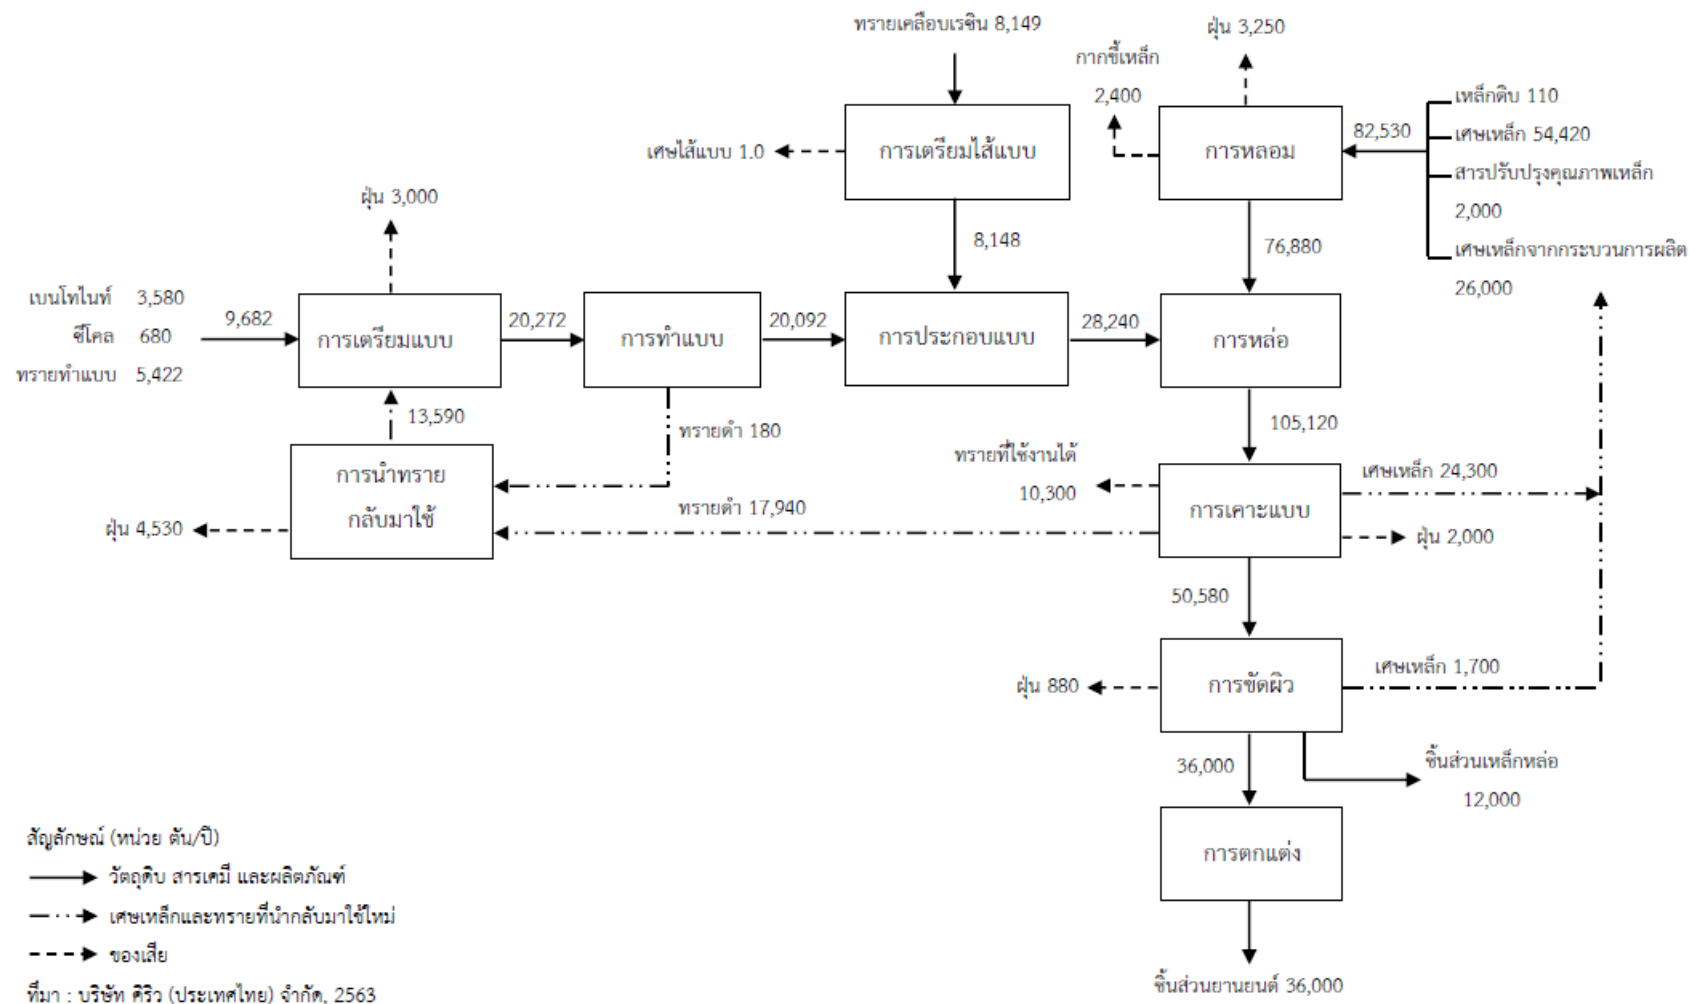 ทรายเคลือบเรซิน 8,149
ฝุ่น 3,250
กากขี้เหล็ก
2,400
เหล็กดิบ 110
82,530
เศษเหล็ก 54,420
สารปรับปรุงคุณภาพเหล็ก
2,000
เศษเหล็กจากกระบวนการผลิต
26,000
เศษไส้แบบ 1.0
การเตรียมไส้แบบ
การหลอม
ฝุ่น 3,000
8,148
76,880
เบนโทไนท์ 3,580
ซีโคล 680
ทรายทำแบบ 5,422
9,682
การเตรียมแบบ
20,272
การทำแบบ
20,092
การประกอบแบบ
28,240
การหล่อ
13,590
ทรายดำ 180
105,120
การนำทราย
กลับมาใช้
ทรายที่ใช้งานได้
10,300
เศษเหล็ก 24,300
ทรายดำ 17,940
การเคาะแบบ
ฝุ่น 4,530
ฝุ่น 2,000
50,580
ฝุ่น 880
การขัดผิว
เศษเหล็ก 1,700
36,000
ชิ้นส่วนเหล็กหล่อ
12,000
การตกแต่ง
ชิ้นส่วนยานยนต์ 36,000
สัญลักษณ์ (หน่วย ตัน/ปี)
วัตถุดิบ สารเคมี และผลิตภัณฑ์
เศษเหล็กและทรายที่นำกลับมาใช้ใหม่
ของเสีย
ที่มา : บริษัท คิริว (ประเทศไทย) จำกัด, 2563